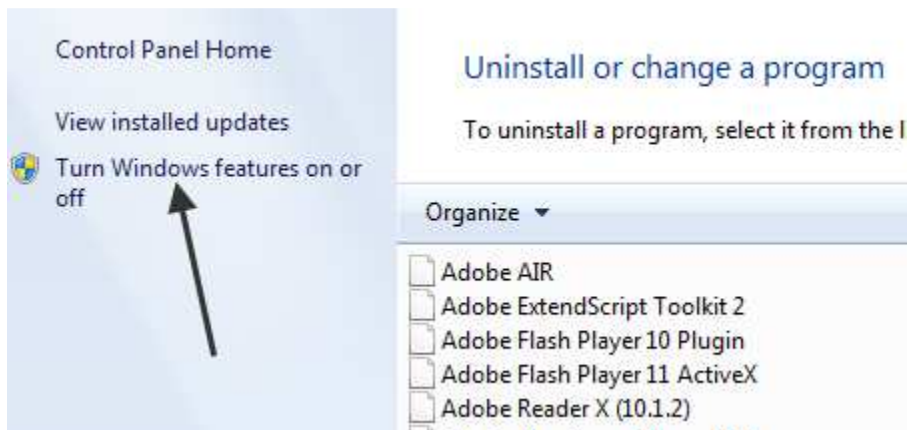 Control Panel Home
View installed updates
Turn Windows features on or
off
Uninstall or change a program
To uninstall a program, select it from the l
Organize
Adobe AIR
Adobe ExtendScript Toolkit 2
Adobe Flash Player 10 Plugin
Adobe Flash Player 11 ActiveX
Adobe Reader X (10.1.2)